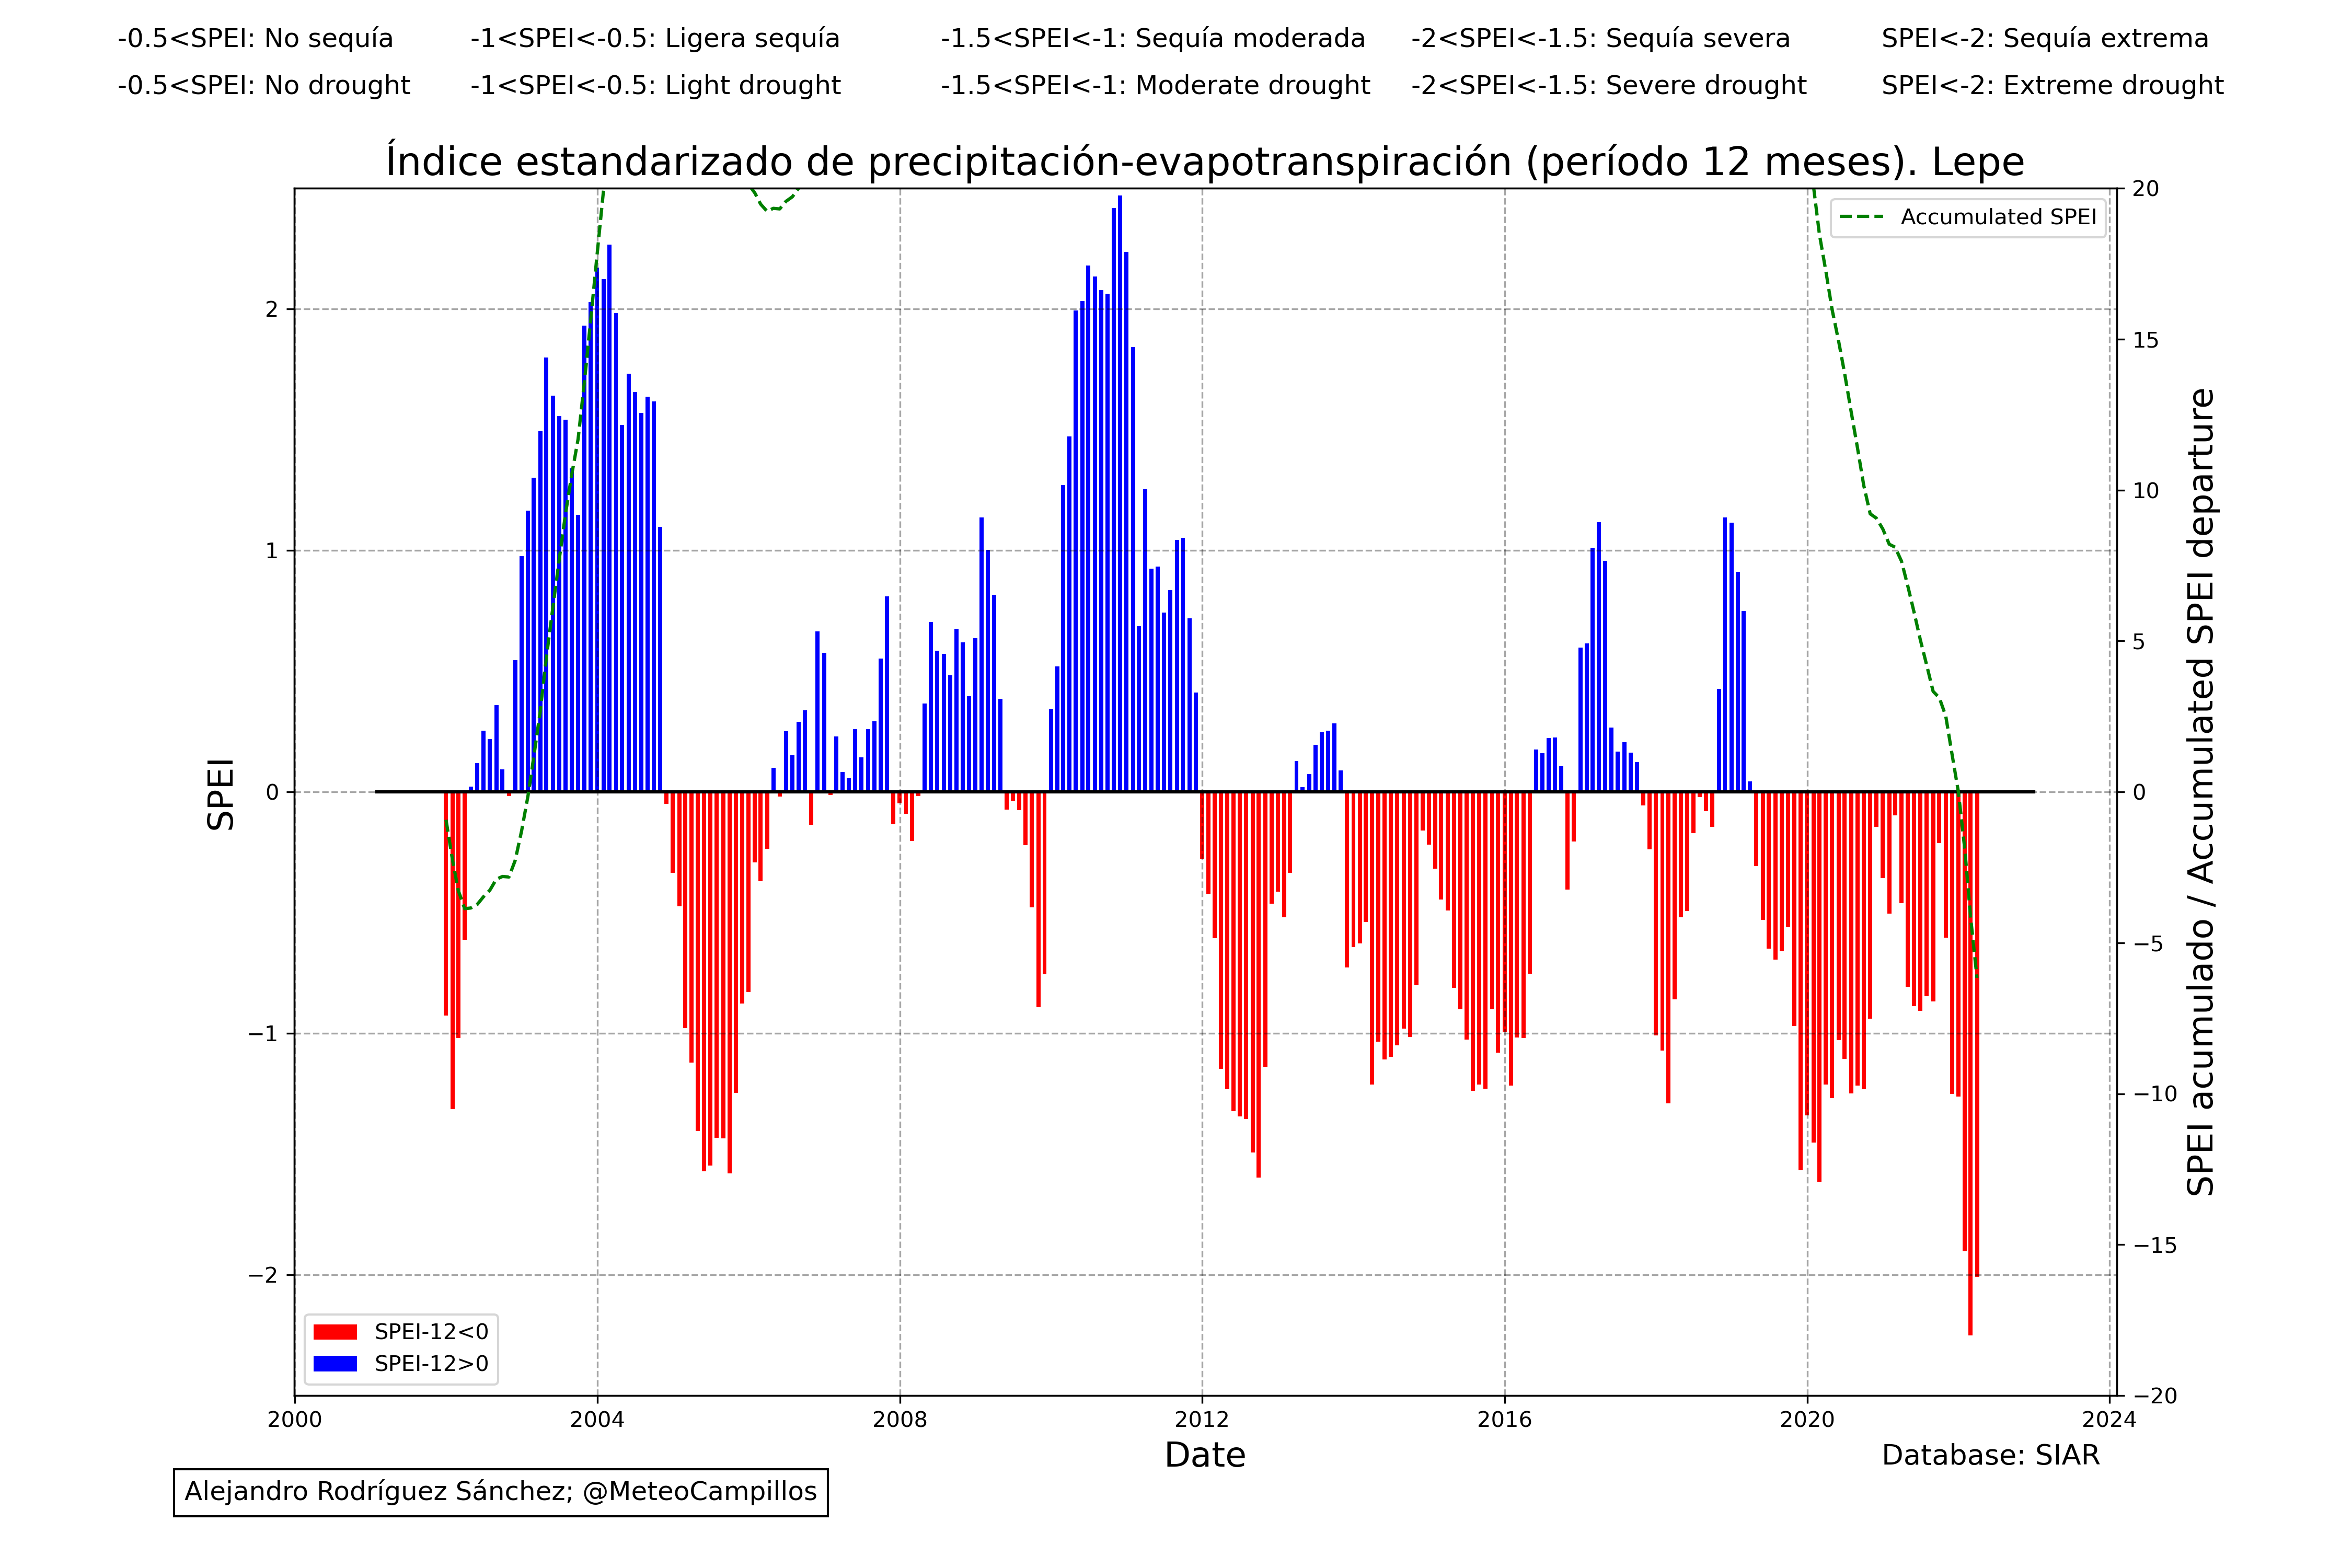 -0.5<SPEI: No sequía -1<SPEI<-0.5: Ligera sequía -1.5<SPEI<-1: Sequía moderada -2<SPEI<-1.5: Sequía severa SPEI<-2: Sequía extrema
-0.5<SPEI: No drought -1<SPEI<-0.5: Light drought -1.5<SPEI<-1: Moderate drought -2<SPEI<-1.5: Severe drought SPEI<-2: Extreme drought
Índice estandarizado de precipitación-evapotranspiración (período 12 meses). Lepe
Accumulated SPEI
SPEI
2
1
0
−1
−2
20
15
10
5
0
−5
−10
−15
−20
SPEI acumulado / Accumulated SPEI departure
SPEI-12<0
SPEI-12>0
2000 2004 2008 2012 2016 2020 2024
Date
Database: SIAR
Alejandro Rodríguez Sánchez; @MeteoCampillos